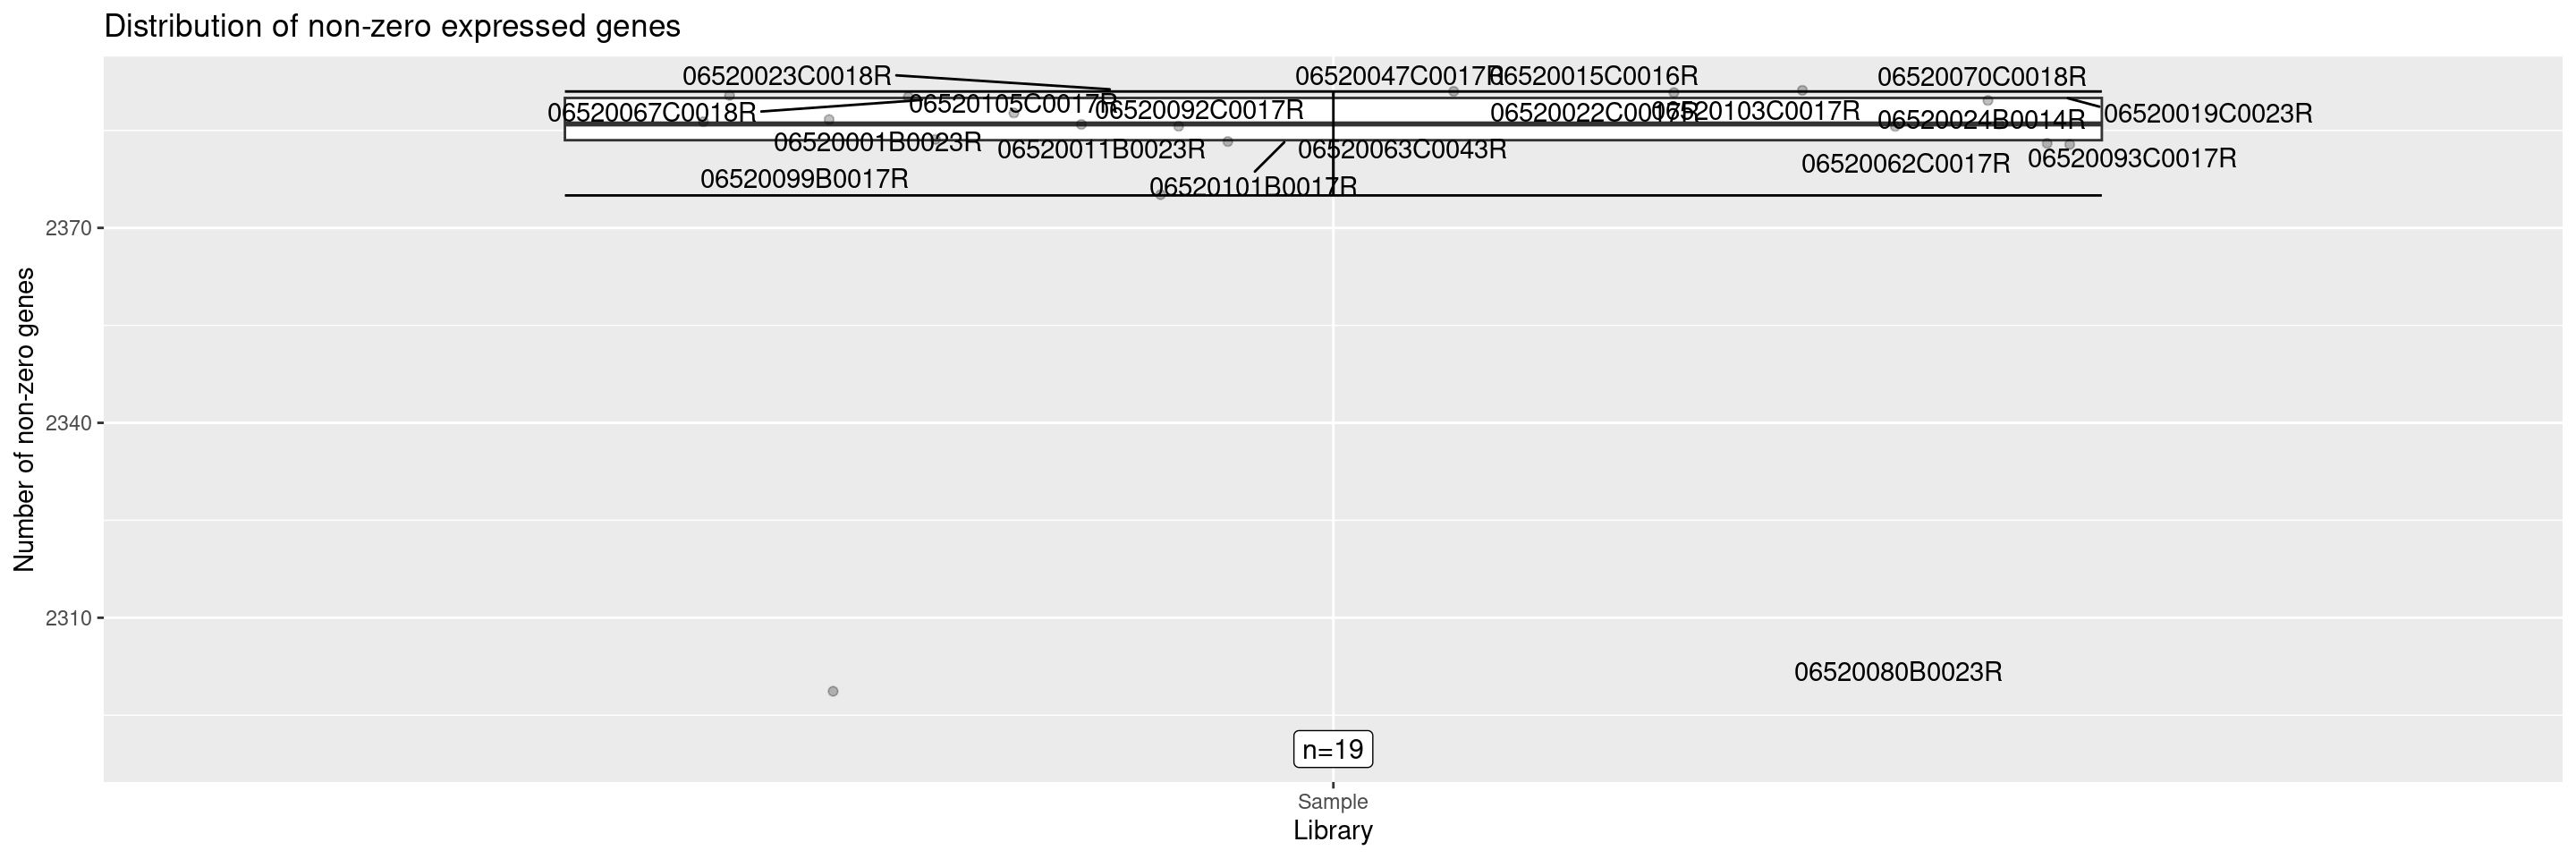 Distribution of non-zero expressed genes
06520023C0018R
06520047C0017R
06520015C0016R
06520070C0018R
06520067C0018R
06520105C0017R
06520092C0017R
06520022C0017R
06520103C0017R
06520024B0014R
06520019C0023R
06520001B0023R
06520011B0023R
06520063C0043R
06520062C0017R
06520093C0017R
06520099B0017R
06520101B0017R
2370
2340
2310
Number of non-zero genes
06520080B0023R
n=19
Sample
Library